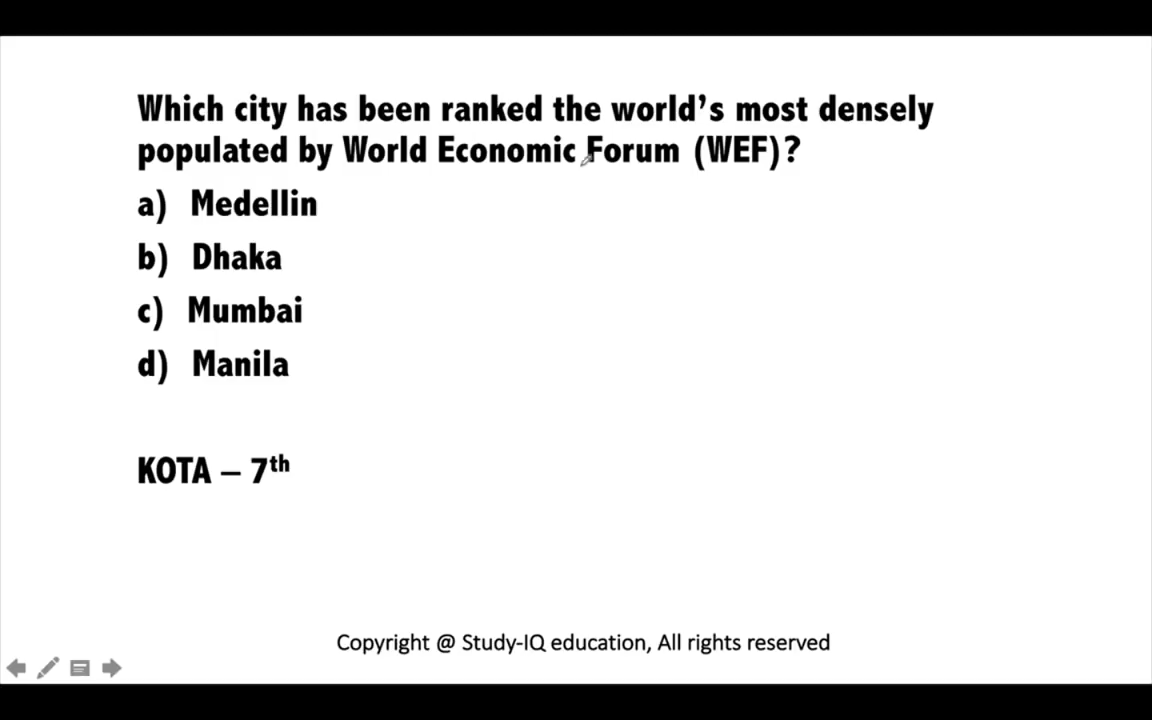 Which city has been ranked the world's most densely
populated by World Economic Forum (WEF)?
a) Medellin
b) Dhaka
c) Mumbai
d) Manila
KOTA – 7th
Copyright @ Study-IQ education, All rights reserved